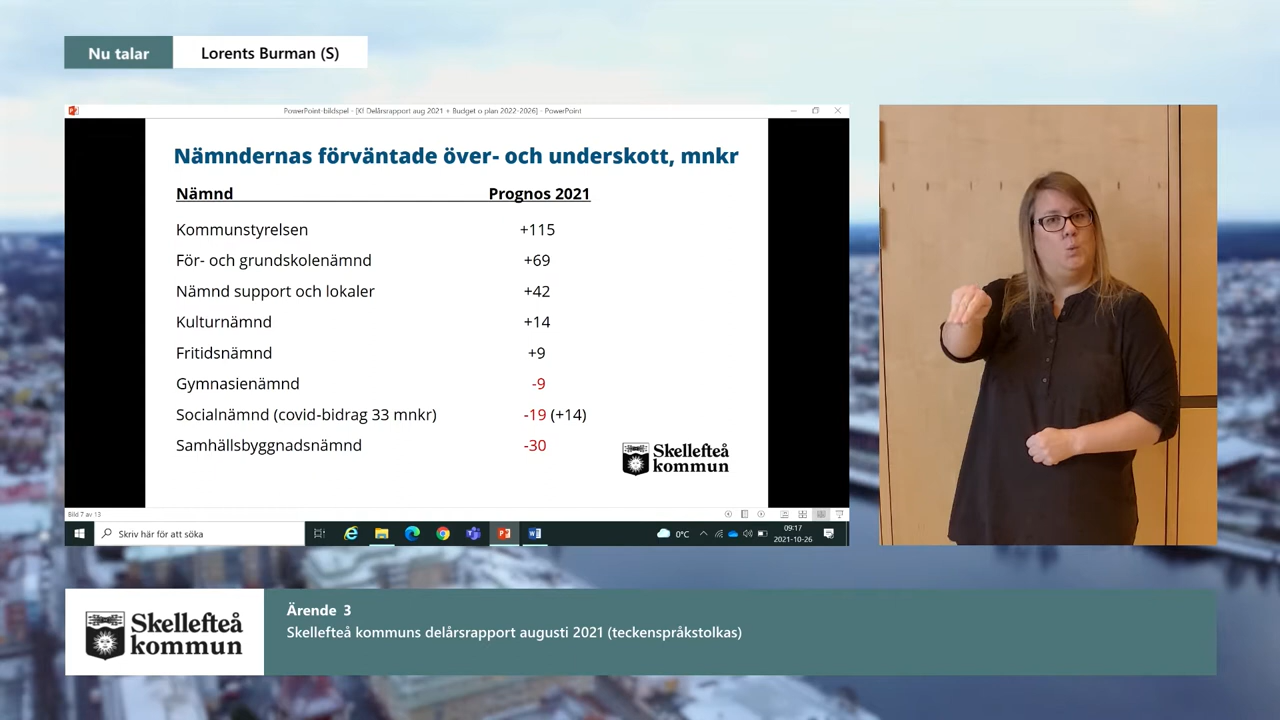 Nu talar
Lorents Burman (S)
PowerPoint-bildspel - [KI Delårsrapport aug 2021 + Budget o plan 2022-2026] - PowerPoint
Nämndernas förväntade över- och underskott, mnkr
Nämnd Prognos 2021
Kommunstyrelsen +115
För- och grundskolenämnd +69
Nämnd support och lokaler +42
Kulturnämnd +14
Fritidsnämnd +9
Gymnasienämnd -9
Socialnämnd (covid-bidrag 33 mnkr) -19 (+14)
Samhällsbyggnadsnämnd -30
Skellefteå
kommun
Bild 7 av 13
Skriv här för att söka
0°C
09:17
2021-10-26
Skellefteå
kommun
Ärende 3
Skellefteå kommuns delårsrapport augusti 2021 (teckenspråkstolkas)